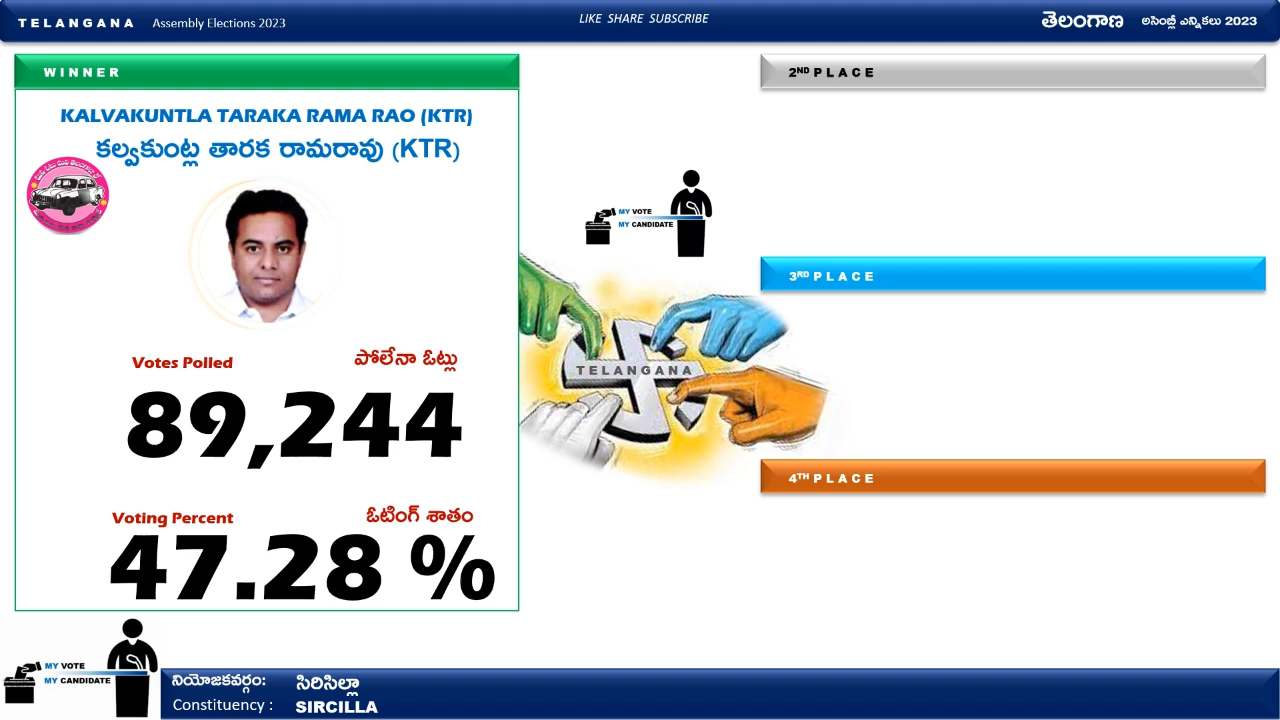 TELANGANA Assembly Elections 2023
LIKE SHARE SUBSCRIBE
తెలంగాణ అసెంబ్లీ ఎన్నికలు 2023
WINNER
KALVAKUNTLA TARAKA RAMA RAO (KTR)
కల్వకుంట్ల తారక రామరావు (KTR)
Votes Polled పోలేనా ఓట్లు
89,244
Voting Percent ఓటింగ్ శాతం
47.28 %
MY VOTE
MY CANDIDATE
TELANGANA
2ND PLACE
3RD PLACE
4TH PLACE
MY VOTE
MY CANDIDATE
నియోజకవర్గం: సిరిసిల్లా
Constituency : SIRCILLA